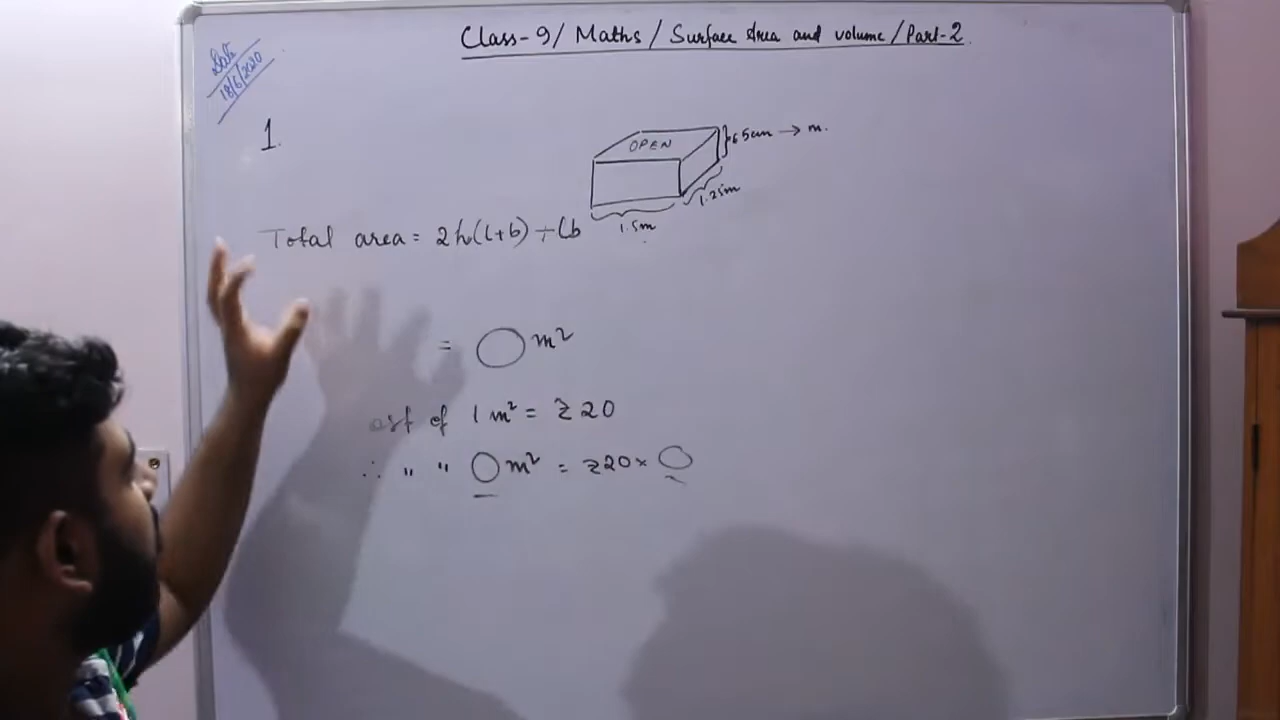 Class-9/ Maths / Surface Area and volume / Part-2
Date
18/6/2020
1.
OPEN
65cm → m.
1.25m
1.5m
Total area = 2h(l+b) + lb
= ◯ m²
ost of 1 m² = ₹20
∴ " " ◯ m² = ₹20 × ◯